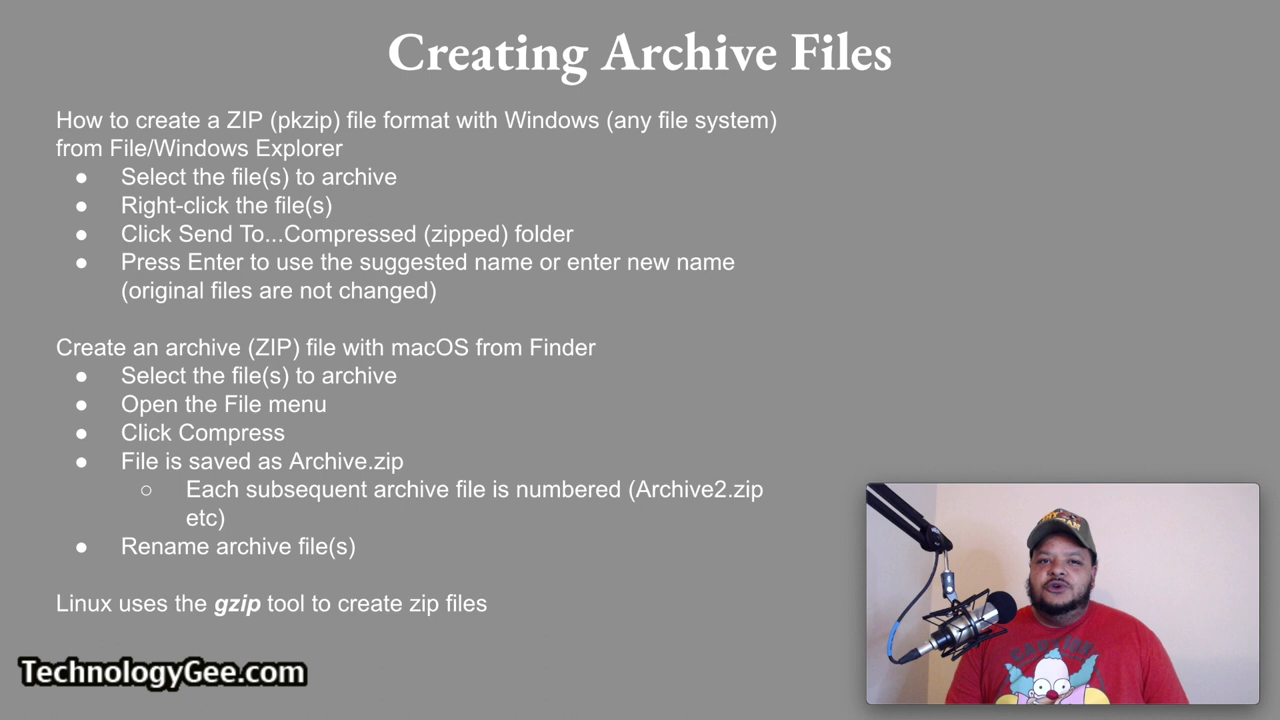 Creating Archive Files
How to create a ZIP (pkzip) file format with Windows (any file system)
from File/Windows Explorer
● Select the file(s) to archive
● Right-click the file(s)
● Click Send To...Compressed (zipped) folder
● Press Enter to use the suggested name or enter new name
(original files are not changed)
Create an archive (ZIP) file with macOS from Finder
● Select the file(s) to archive
● Open the File menu
● Click Compress
● File is saved as Archive.zip
○ Each subsequent archive file is numbered (Archive2.zip
etc)
● Rename archive file(s)
Linux uses the gzip tool to create zip files
TechnologyGee.com
CAUTION